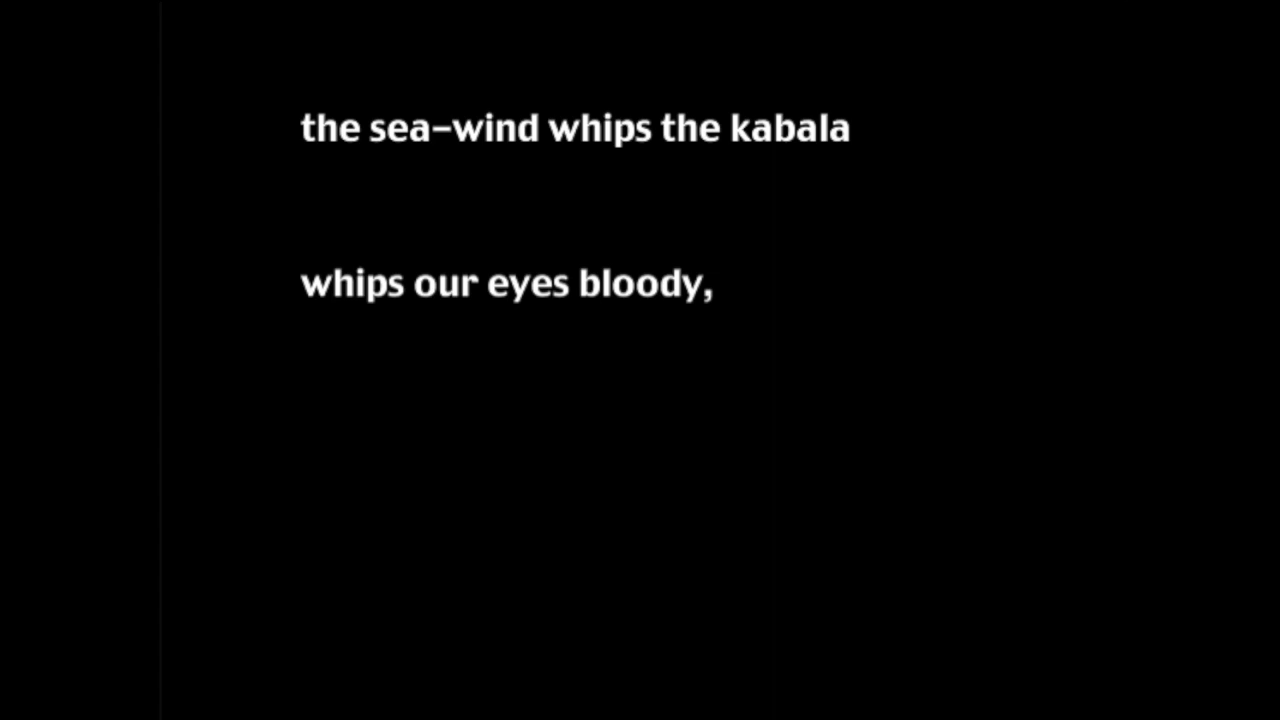 the sea–wind whips the kabala
whips our eyes bloody,